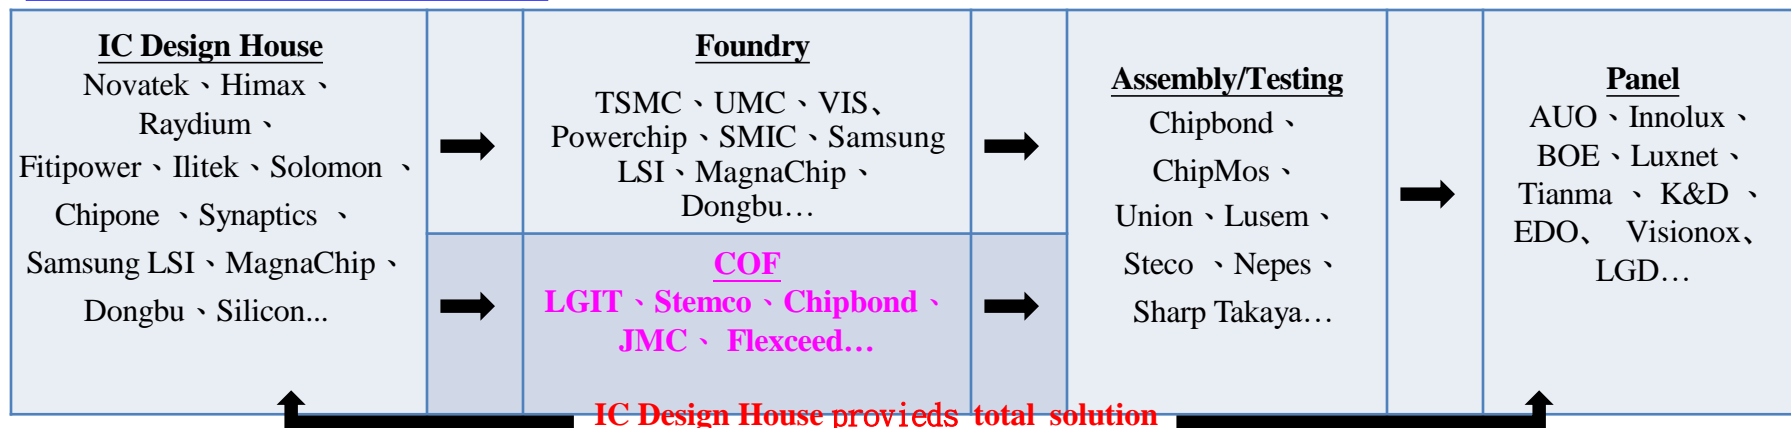 IC Design House
Novatek、Himax、
Raydium、
Fitipower、Ilitek、Solomon 、
Chipone 、Synaptics 、
Samsung LSI、MagnaChip、
Dongbu、Silicon...
Foundry
TSMC、UMC、VIS、
Powerchip、SMIC、Samsung
LSI、MagnaChip、
Dongbu…
COF
LGIT、Stemco、Chipbond、
JMC、 Flexceed…
Assembly/Testing
Chipbond、
ChipMos、
Union、Lusem、
Steco 、Nepes、
Sharp Takaya…
Panel
AUO、Innolux、
BOE、Luxnet、
Tianma 、 K&D 、
EDO、 Visionox、
LGD…
IC Design House provieds total solution